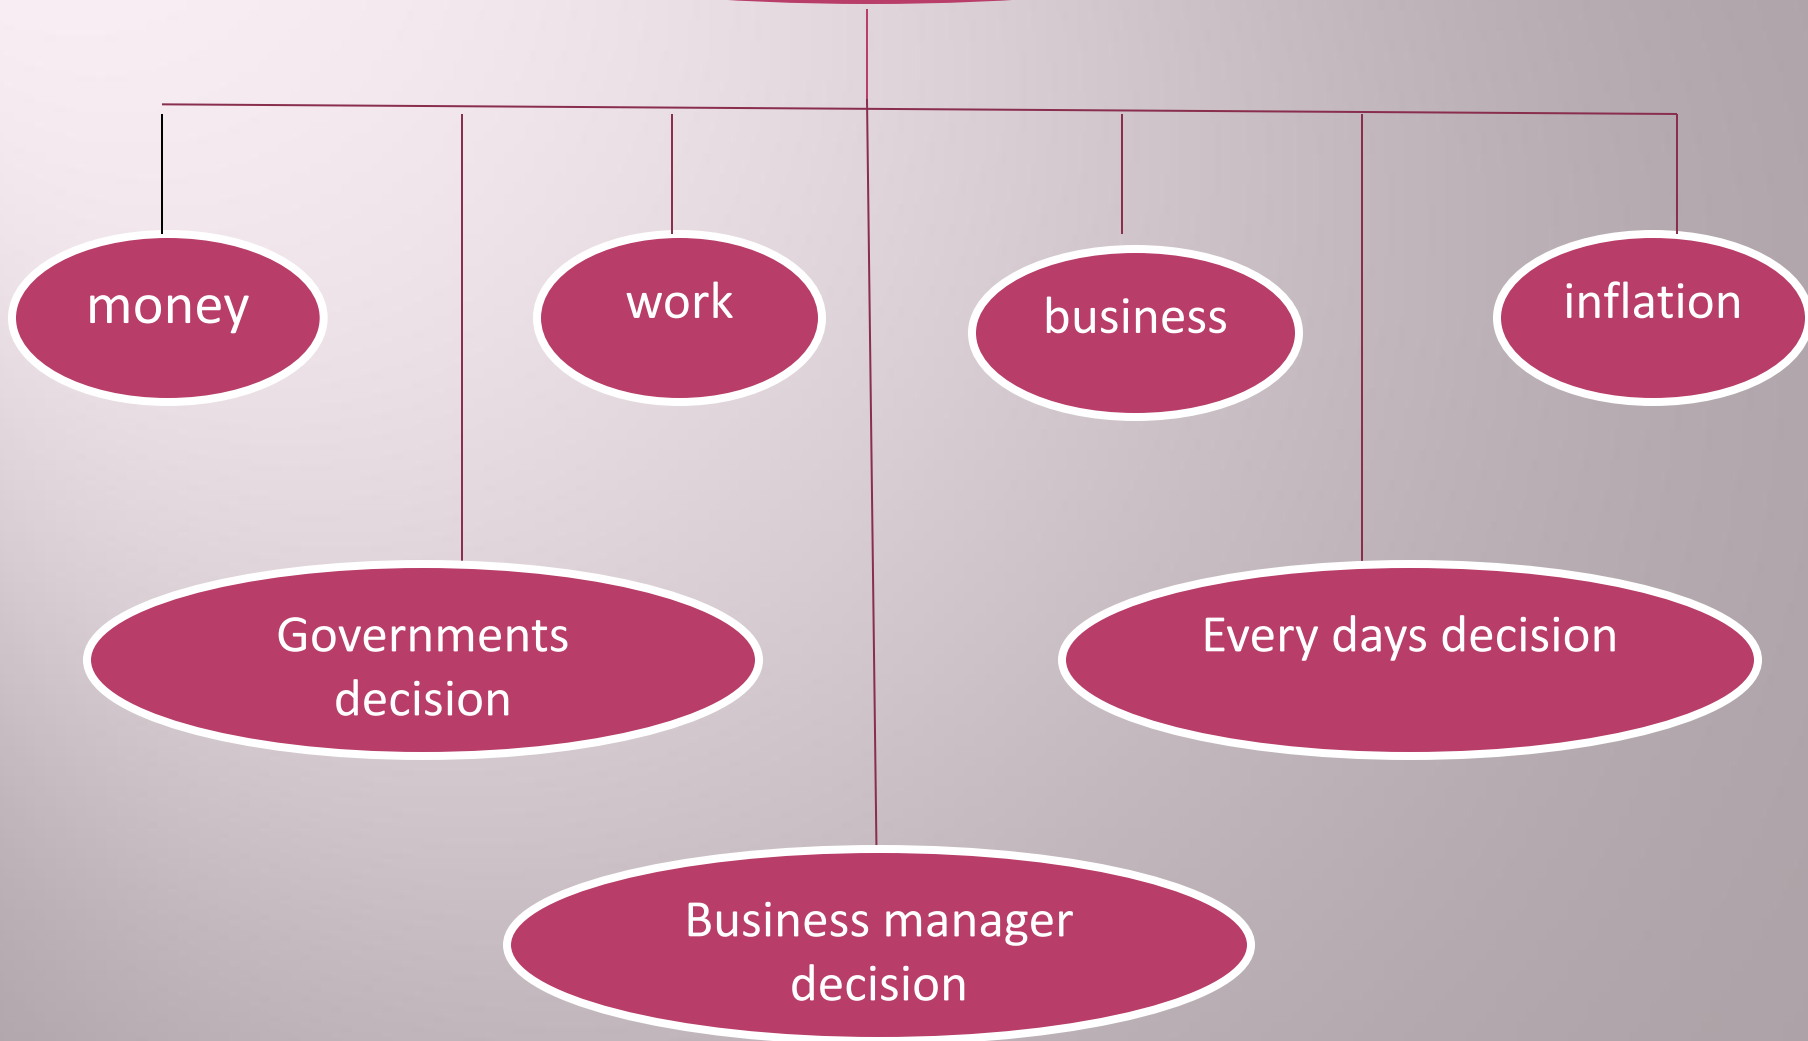 money
work
business
inflation
Governments
decision
Every days decision
Business manager
decision